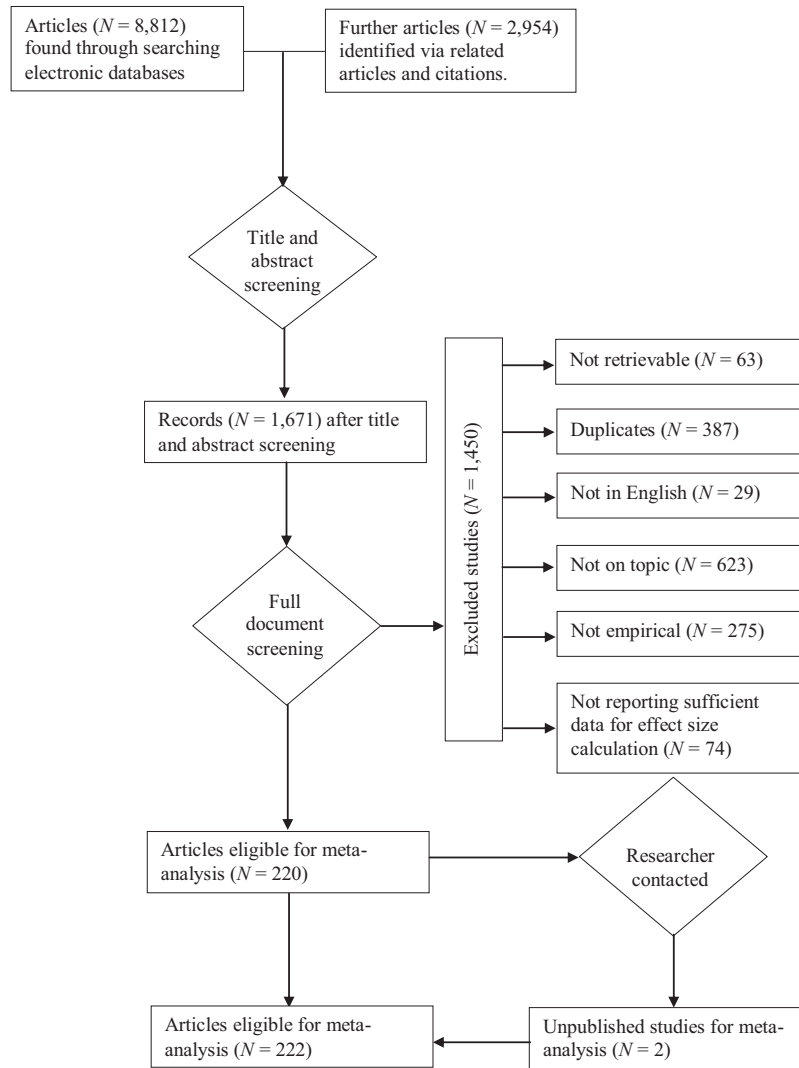 Articles (N = 8,812)
found through searching
electronic databases
Further articles (N = 2,954)
identified via related
articles and citations.
Title and
abstract
screening
Records (N = 1,671) after title
and abstract screening
Full
document
screening
Excluded studies (N = 1,450)
Not retrievable (N = 63)
Duplicates (N = 387)
Not in English (N = 29)
Not on topic (N = 623)
Not empirical (N = 275)
Not reporting sufficient
data for effect size
calculation (N = 74)
Articles eligible for meta-
analysis (N = 220)
Researcher
contacted
Articles eligible for meta-
analysis (N = 222)
Unpublished studies for meta-
analysis (N = 2)